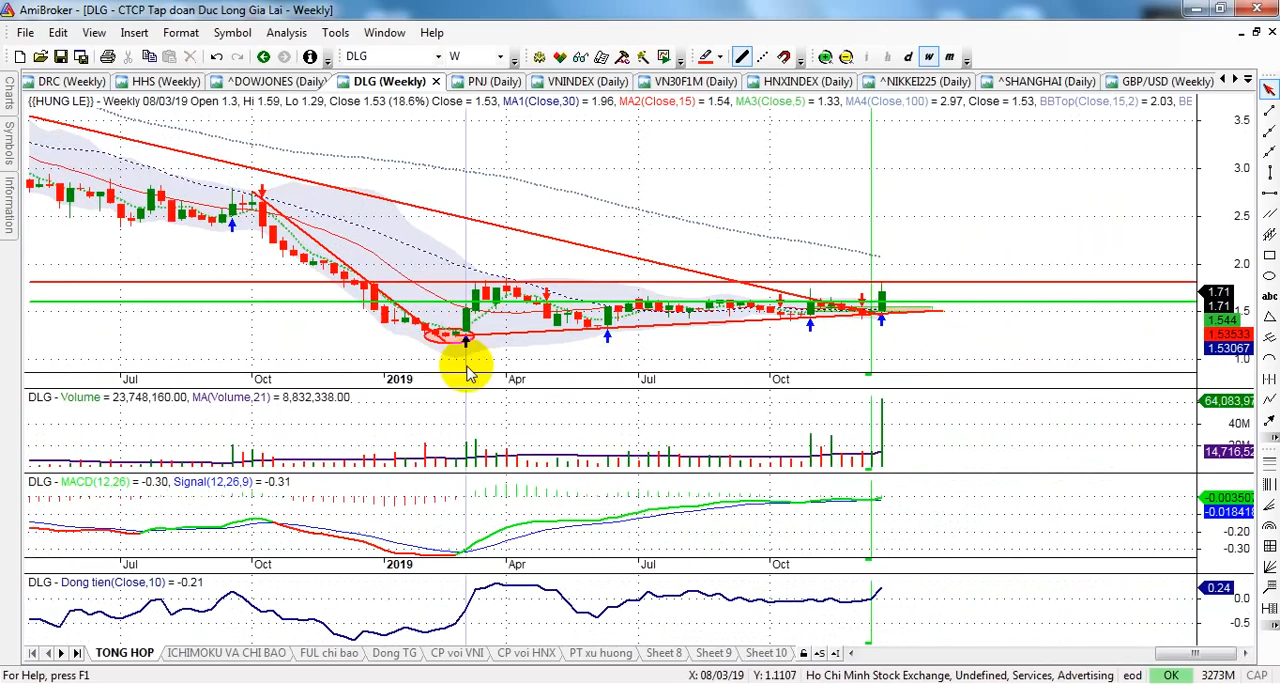 AmiBroker - [DLG - CTCP Tap doan Duc Long Gia Lai - Weekly]
File Edit View Insert Format Symbol Analysis Tools Window Help
DLG W h d w m
DRC (Weekly) HHS (Weekly) ^DOWJONES (Daily) DLG (Weekly) PNJ (Daily) VNINDEX (Daily) VN30F1M (Daily) HNXINDEX (Daily) ^NIKKEI225 (Daily) ^SHANGHAI (Daily) GBP/USD (Weekly)
Charts
Symbols
Information
{{HUNG LE}} - Weekly 08/03/19 Open 1.3, Hi 1.59, Lo 1.29, Close 1.53 (18.6%) Close = 1.53, MA1(Close,30) = 1.96, MA2(Close,15) = 1.54, MA3(Close,5) = 1.33, MA4(Close,100) = 2.97, Close = 1.53, BBTop(Close,15,2) = 2.03, BE
3.5
3.0
2.5
2.0
1.71
1.71
1.5
1.544
1.53533
1.53067
1.0
Jul Oct 2019 Apr Jul Oct
DLG - Volume = 23,748,160.00, MA(Volume,21) = 8,832,338.00
64,083,97
40M
14,716,52
DLG - MACD(12,26) = -0.30, Signal(12,26,9) = -0.31
-0.003507
-0.018418
-0.20
-0.30
Jul Oct 2019 Apr Jul Oct
DLG - Dong tien(Close,10) = -0.21
0.24
0.0
-0.5
TONG HOP ICHIMOKU VA CHI BAO FUL chi bao Dong TG CP voi VNI CP voi HNX PT xu huong Sheet 8 Sheet 9 Sheet 10
For Help, press F1 X: 08/03/19 Y: 1.1107 Ho Chi Minh Stock Exchange, Undefined, Services, Advertising eod OK 3273M CAP